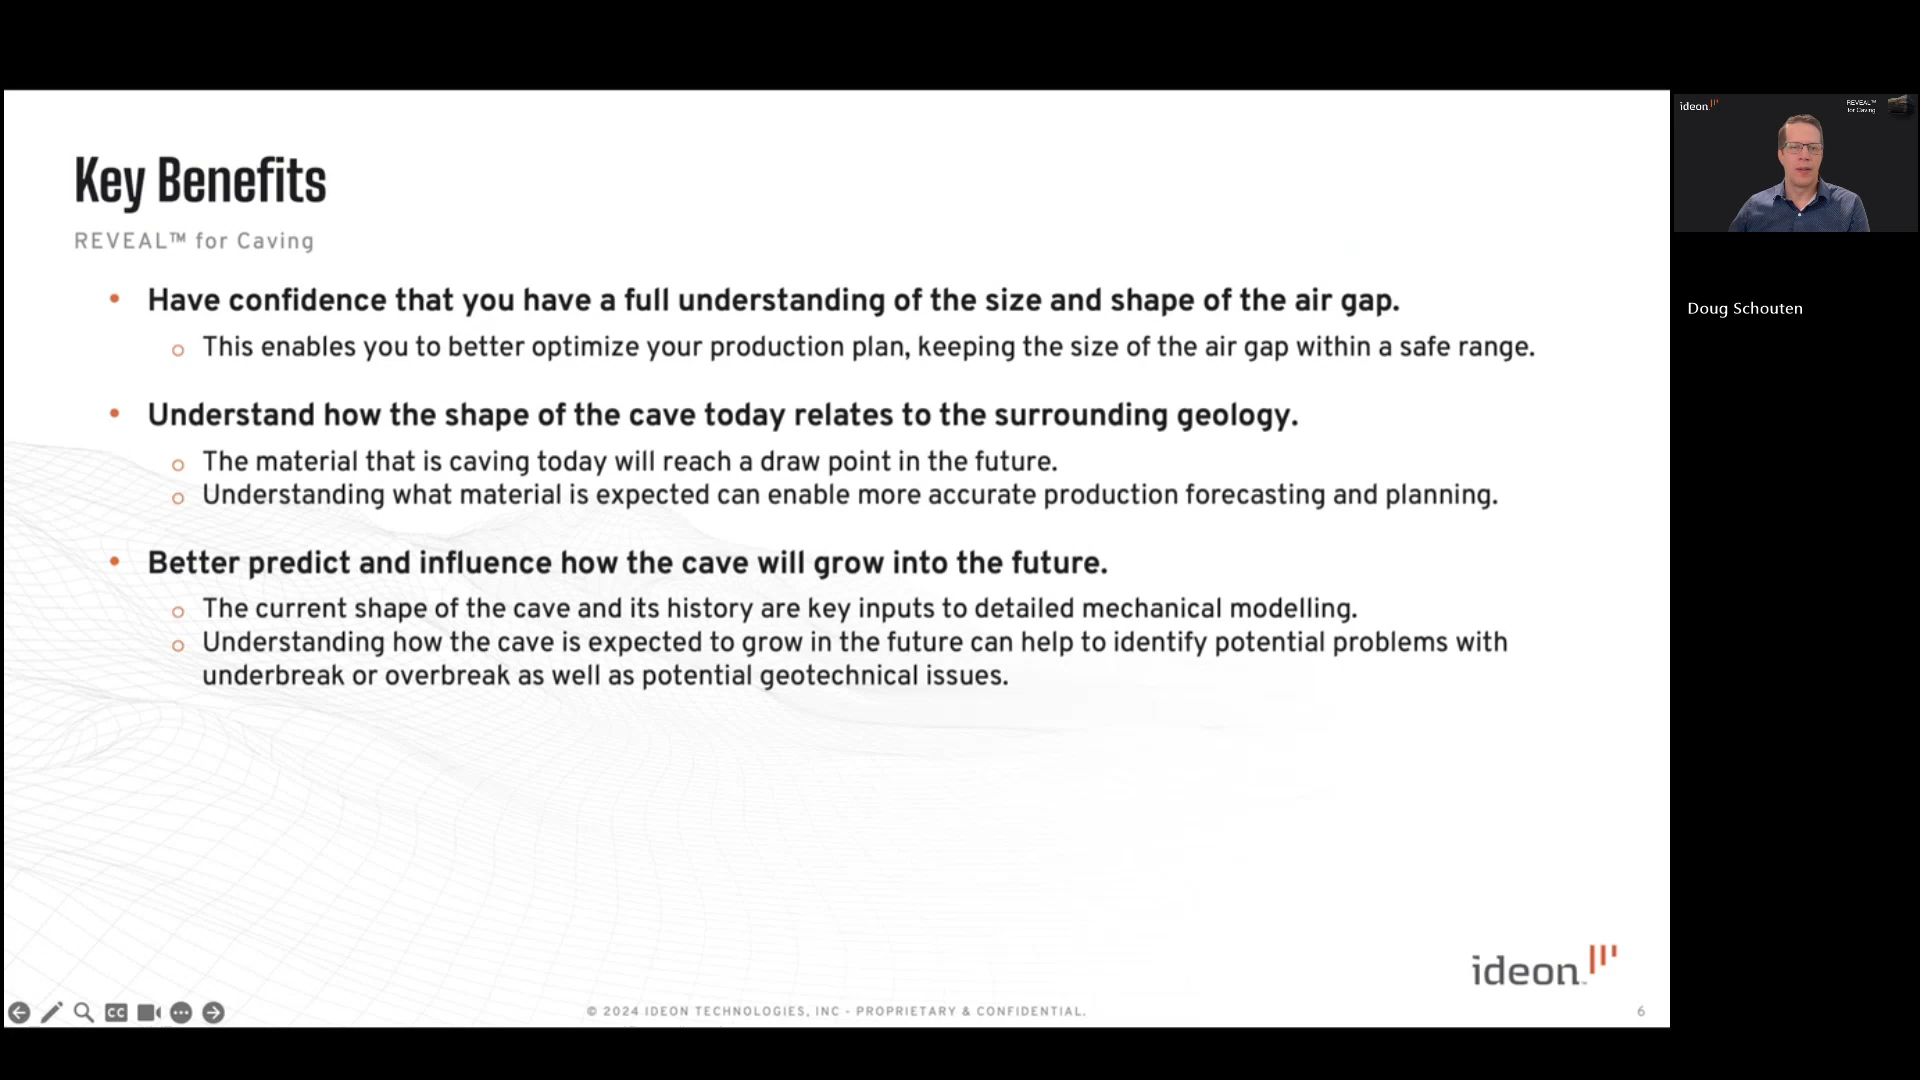 Key Benefits
REVEAL™ for Caving
• Have confidence that you have a full understanding of the size and shape of the air gap.
○ This enables you to better optimize your production plan, keeping the size of the air gap within a safe range.
• Understand how the shape of the cave today relates to the surrounding geology.
○ The material that is caving today will reach a draw point in the future.
○ Understanding what material is expected can enable more accurate production forecasting and planning.
• Better predict and influence how the cave will grow into the future.
○ The current shape of the cave and its history are key inputs to detailed mechanical modelling.
○ Understanding how the cave is expected to grow in the future can help to identify potential problems with
underbreak or overbreak as well as potential geotechnical issues.
ideon™
CC
© 2024 IDEON TECHNOLOGIES, INC - PROPRIETARY & CONFIDENTIAL.
6
ideon
REVEAL™
for Caving
Doug Schouten